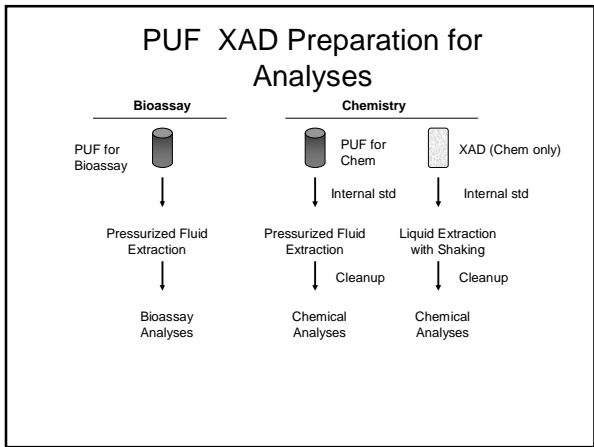 PUF XAD Preparation for
Analyses
Bioassay
PUF for
Bioassay
Pressurized Fluid
Extraction
Bioassay
Analyses
Chemistry
PUF for
Chem
Internal std
Pressurized Fluid
Extraction
Cleanup
Chemical
Analyses
XAD (Chem only)
Internal std
Liquid Extraction
with Shaking
Cleanup
Chemical
Analyses